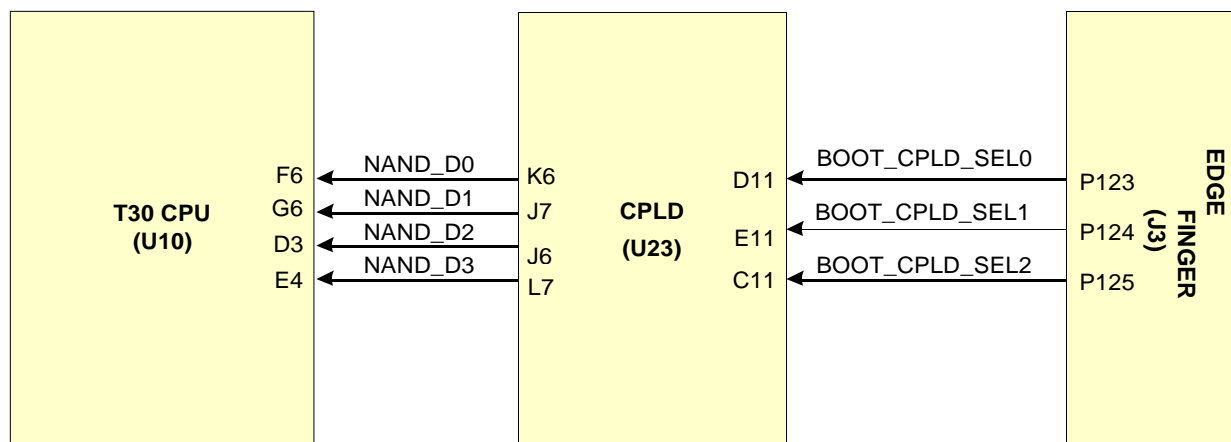 T30 CPU
(U10)
F6
G6
D3
E4
NAND_D0
NAND_D1
NAND_D2
NAND_D3
K6
J7
J6
L7
CPLD
(U23)
D11
E11
C11
BOOT_CPLD_SEL0
BOOT_CPLD_SEL1
BOOT_CPLD_SEL2
P123
P124
P125
EDGE
FINGER
(J3)